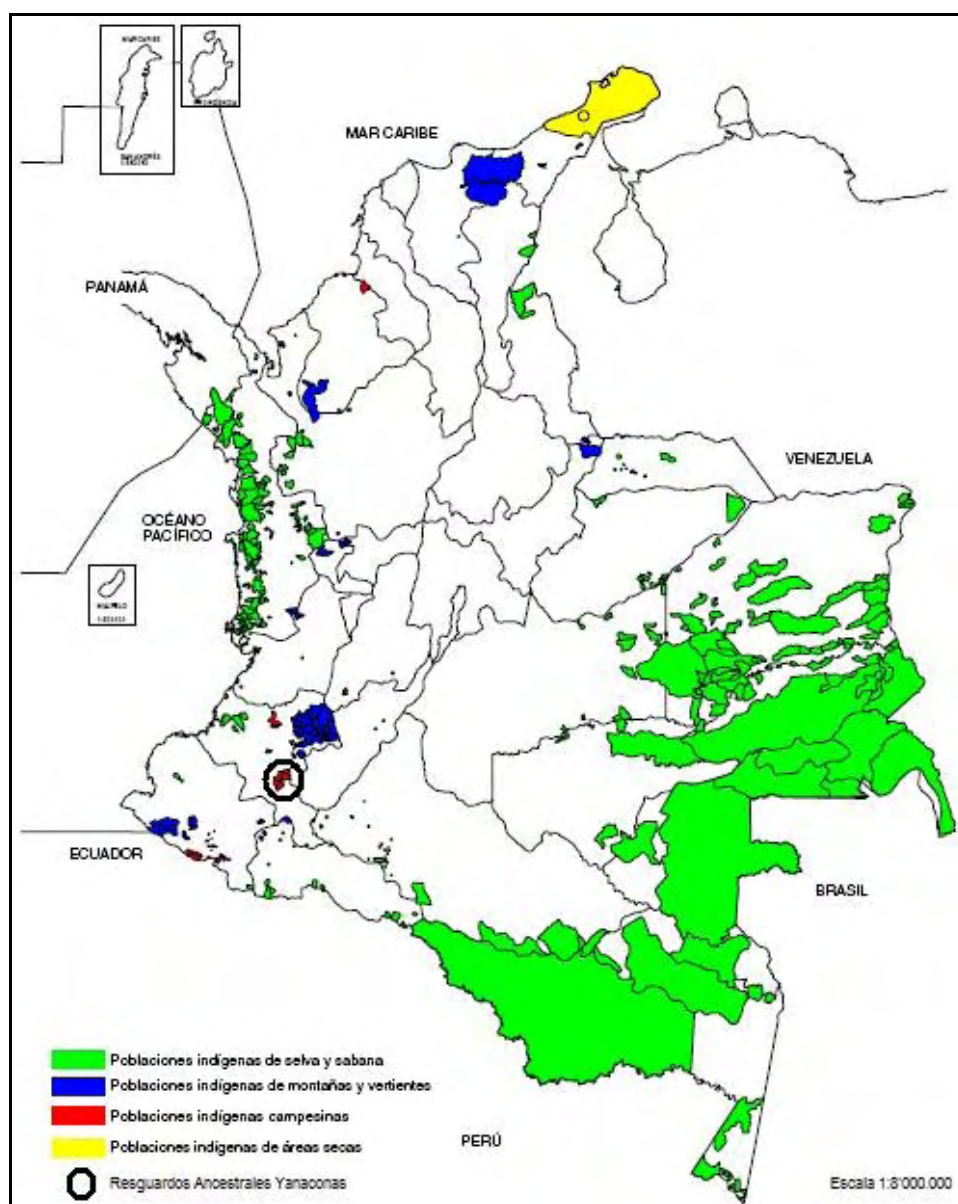 MAR CARIBE
PANAMÁ
VENEZUELA
OCÉANO
PACÍFICO
ECUADOR
BRASIL
PERÚ
Poblaciones indígenas de selva y sabana
Poblaciones indígenas de montañas y vertientes
Poblaciones indígenas campesinas
Poblaciones indígenas de áreas secas
Resguardos Ancestrales Yanaconas
Escala 1:8'000.000